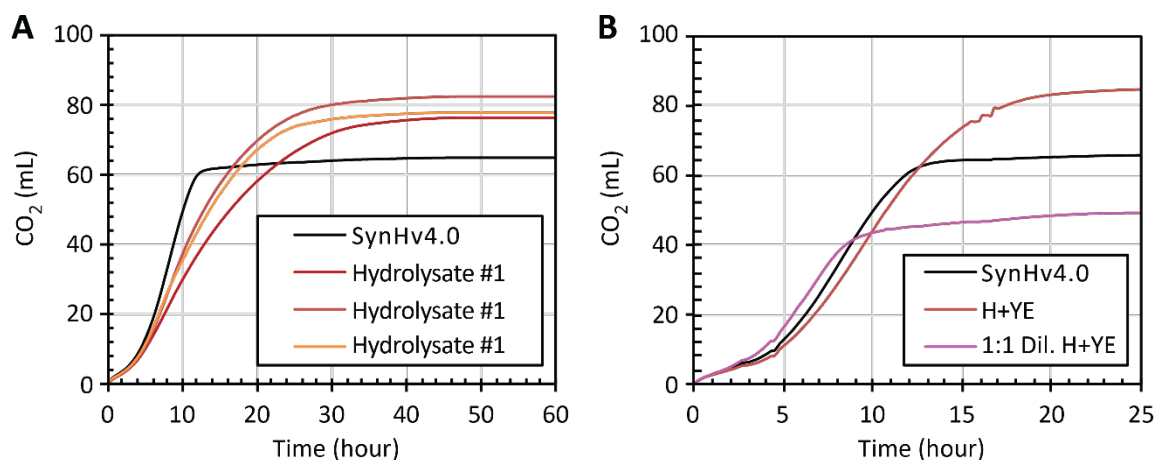 A
B
100
80
60
40
20
0
CO2 (mL)
SynHv4.0
Hydrolysate #1
Hydrolysate #1
Hydrolysate #1
0 10 20 30 40 50 60
Time (hour)
100
80
60
40
20
0
CO2 (mL)
SynHv4.0
H+YE
1:1 Dil. H+YE
0 5 10 15 20 25
Time (hour)